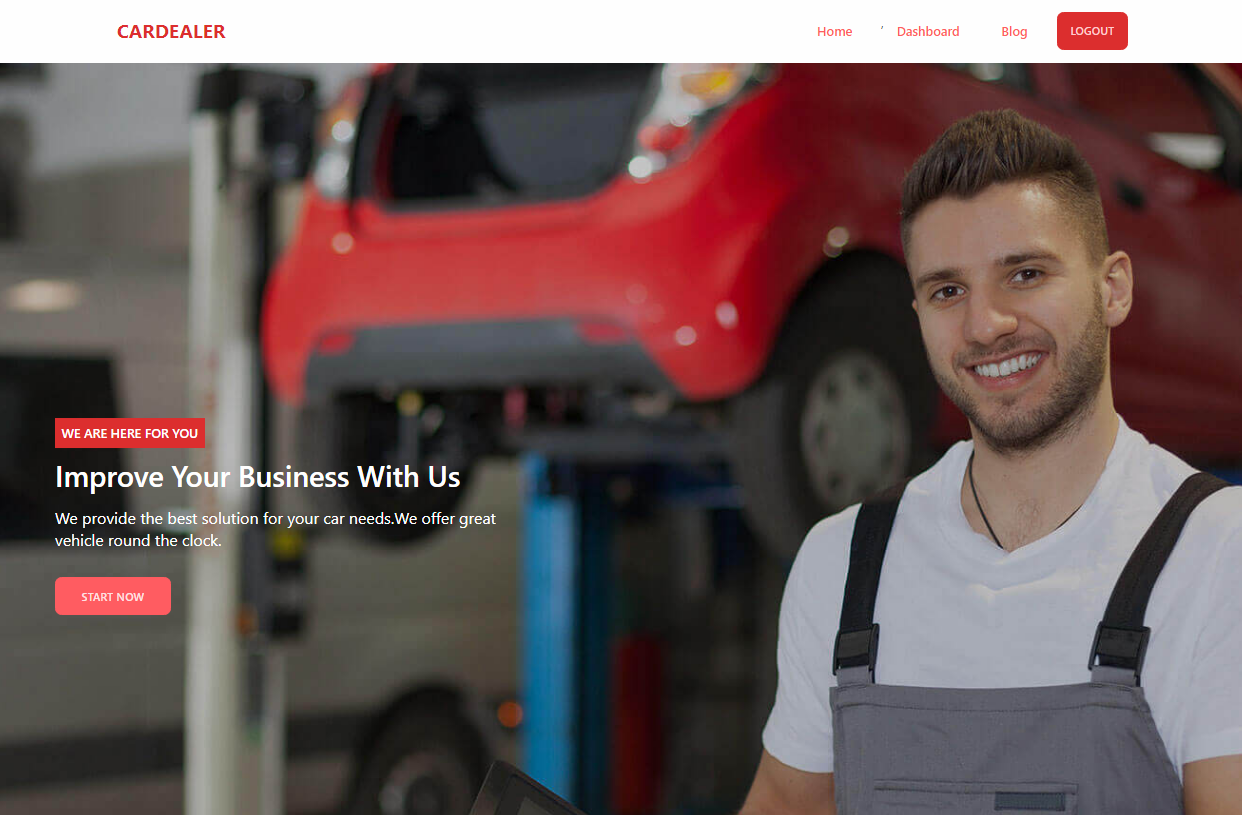 CARDEALER
Home
Dashboard
Blog
LOGOUT
WE ARE HERE FOR YOU
Improve Your Business With Us
We provide the best solution for your car needs.We offer great
vehicle round the clock.
START NOW